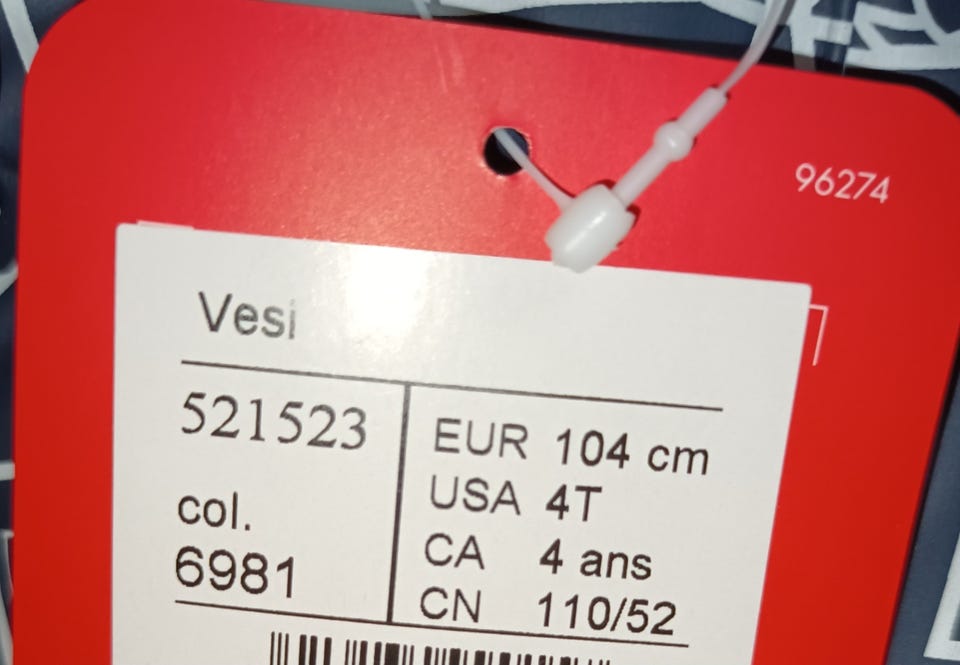 96274
Vesi
521523
col.
6981
EUR 104 cm
USA 4T
CA 4 ans
CN 110/52